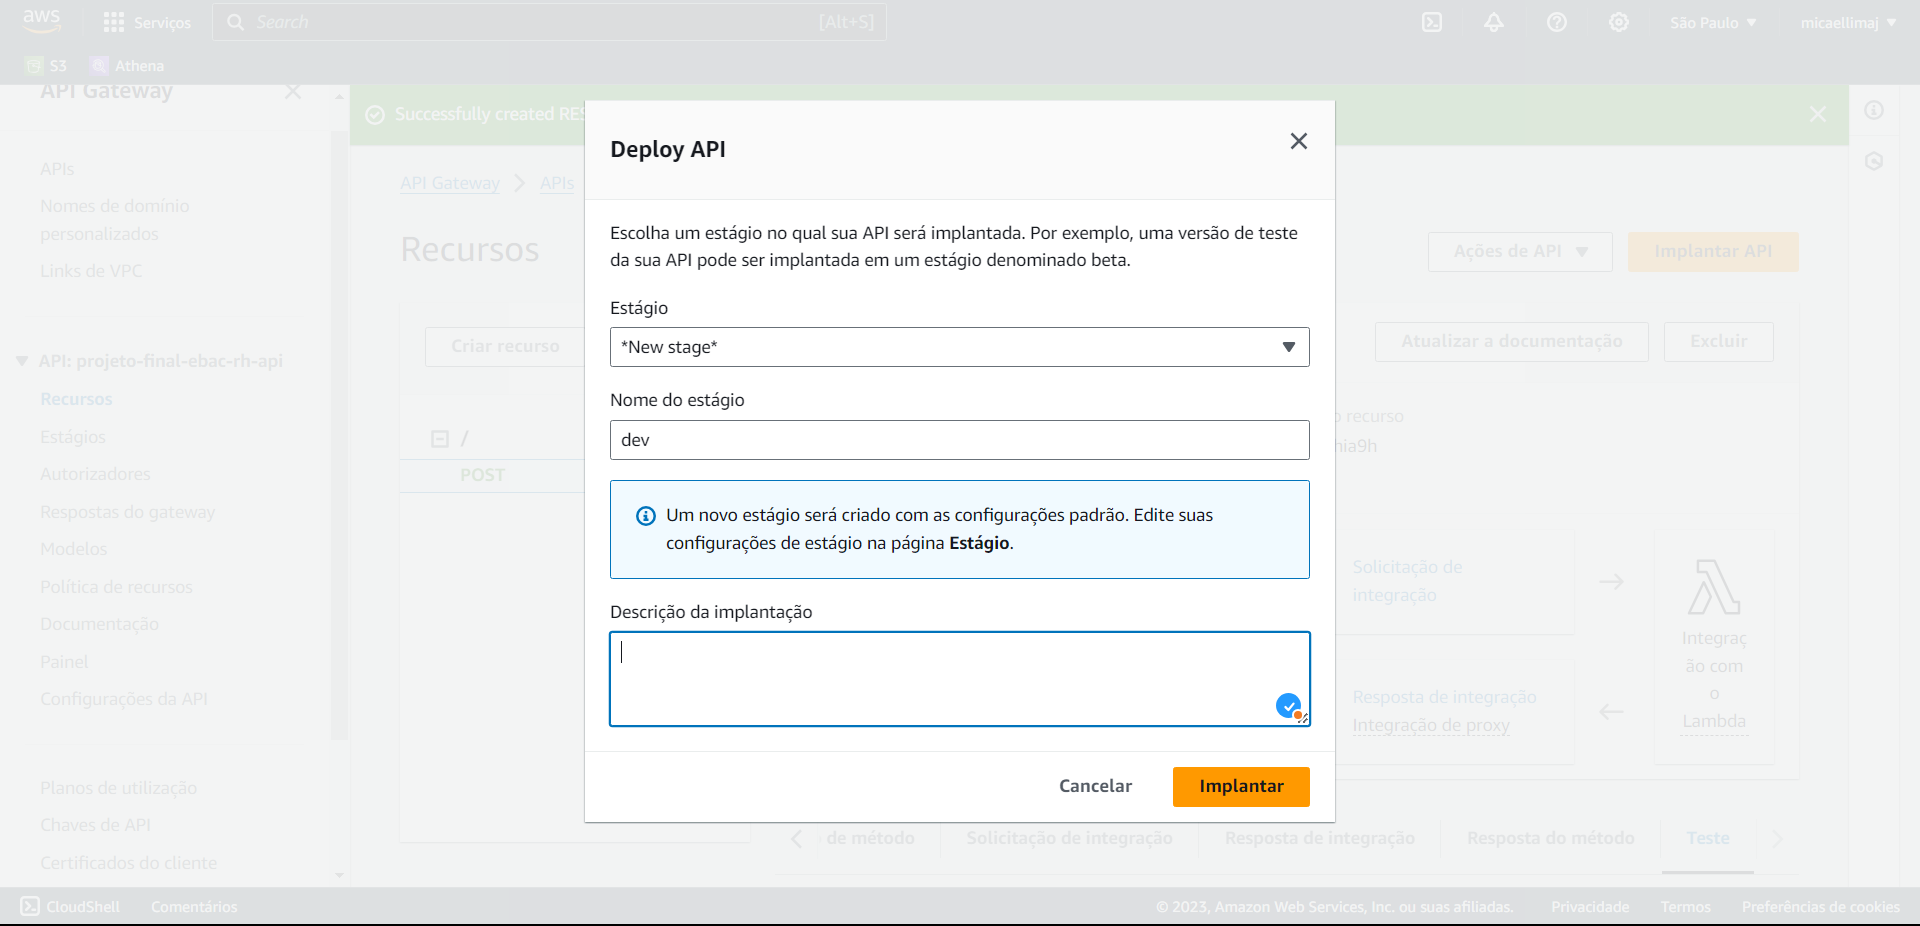 aws
Serviços
Search
[Alt+S]
São Paulo
micaellimaj
S3
Athena
API Gateway
APIs
Nomes de domínio
personalizados
Links de VPC
API: projeto-final-ebac-rh-api
Recursos
Estágios
Autorizadores
Respostas do gateway
Modelos
Política de recursos
Documentação
Painel
Configurações da API
Planos de utilização
Chaves de API
Certificados do cliente
Successfully created RES
API Gateway
APIs
Recursos
Ações de API
Implantar API
Criar recurso
Atualizar a documentação
Excluir
/
POST
recurso
hia9h
Deploy API
Escolha um estágio no qual sua API será implantada. Por exemplo, uma versão de teste
da sua API pode ser implantada em um estágio denominado beta.
Estágio
*New stage*
Nome do estágio
dev
Um novo estágio será criado com as configurações padrão. Edite suas
configurações de estágio na página Estágio.
Descrição da implantação
Cancelar
Implantar
Solicitação de
integração
Resposta de integração
Integração de proxy
Integraç
ão com
o
Lambda
de método
Solicitação de integração
Resposta de integração
Resposta do método
Teste
CloudShell
Comentários
© 2023, Amazon Web Services, Inc. ou suas afiliadas.
Privacidade
Termos
Preferências de cookies